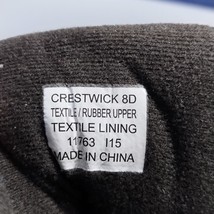 CRESTWICK 8D
TEXTILE/RUBBER UPPER
TEXTILE LINING
11763 I15
MADE IN CHINA